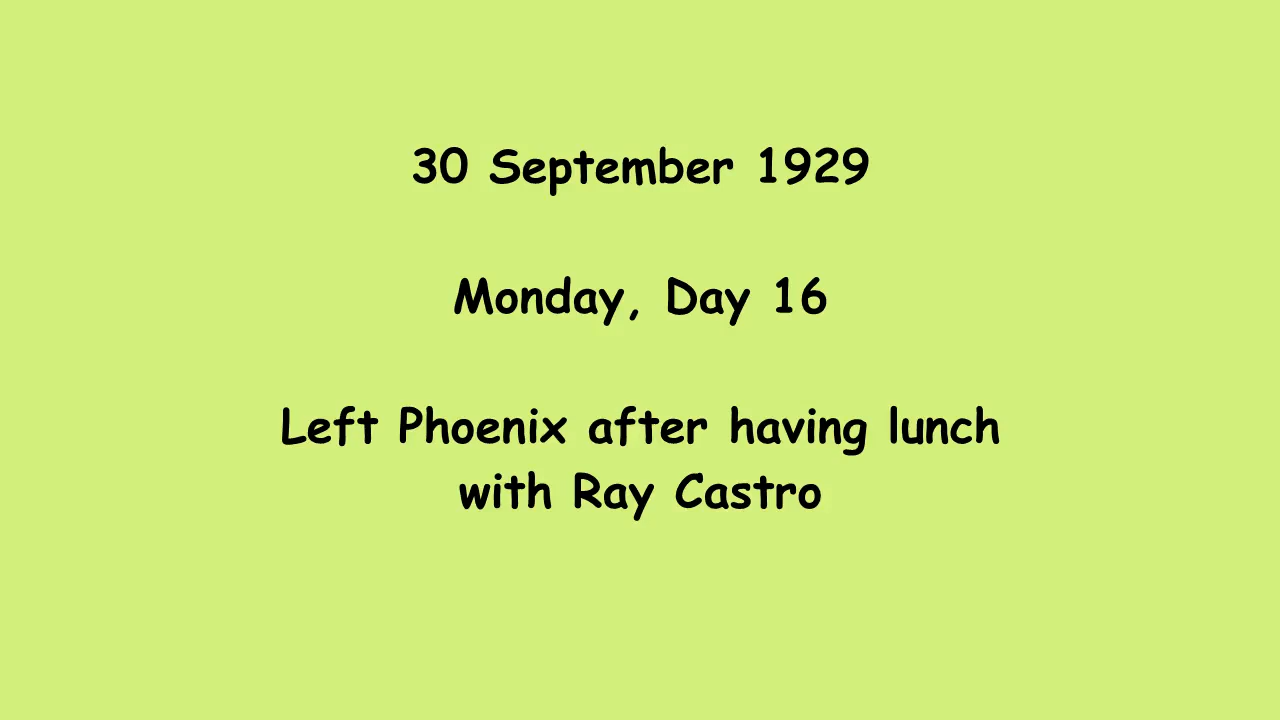 30 September 1929
Monday, Day 16
Left Phoenix after having lunch
with Ray Castro